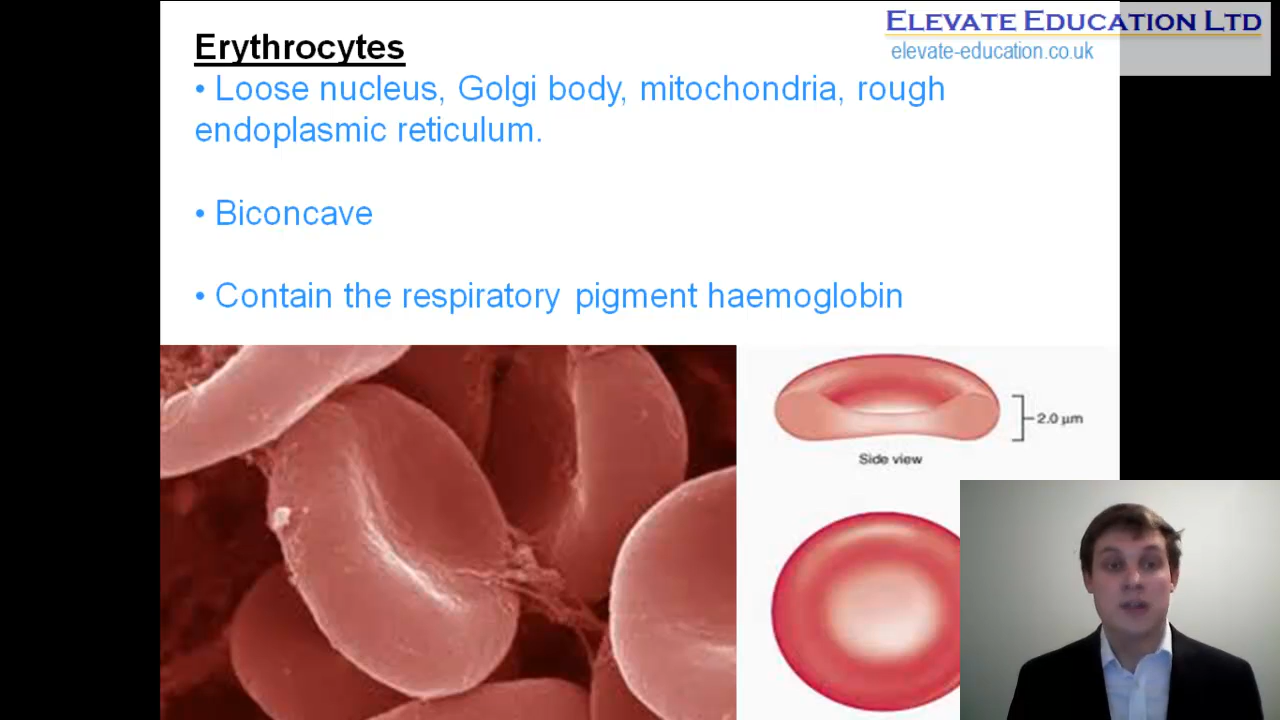 ELEVATE EDUCATION LTD
elevate-education.co.uk
Erythrocytes
• Loose nucleus, Golgi body, mitochondria, rough
endoplasmic reticulum.
• Biconcave
• Contain the respiratory pigment haemoglobin
2.0 µm
Side view